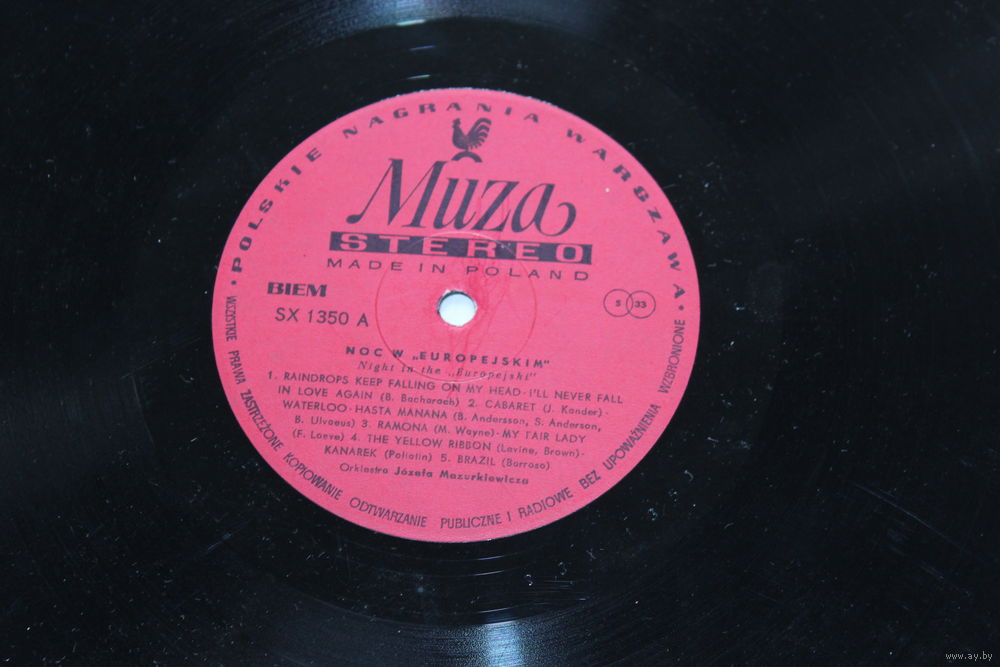 • POLSKIE NAGRANIA WARSZAWA •
Muza
STEREO
MADE IN POLAND
BIEM
SX 1350 A
S 33
NOC W „EUROPEJSKIM"
Night in the „Europejski"
1. RAINDROPS KEEP FALLING ON MY HEAD - I'LL NEVER FALL
IN LOVE AGAIN (B. Bacharach) 2. CABARET (J. Kander) -
WATERLOO - HASTA MANANA (B. Andersson, S. Anderson,
B. Ulvaeus) 3. RAMONA (M. Wayne) - MY FAIR LADY
(F. Loeve) 4. THE YELLOW RIBBON (Levine, Brown) -
KANAREK (Poliolin) 5. BRAZIL (Barroso)
Orkiestra Józefa Mazurkiewicza
WSZYSTKIE PRAWA ZASTRZEŻONE KOPIOWANIE ODTWARZANIE PUBLICZNE I RADIOWE BEZ UPOWAŻNIENIA WZBRONIONE
www.ay.by